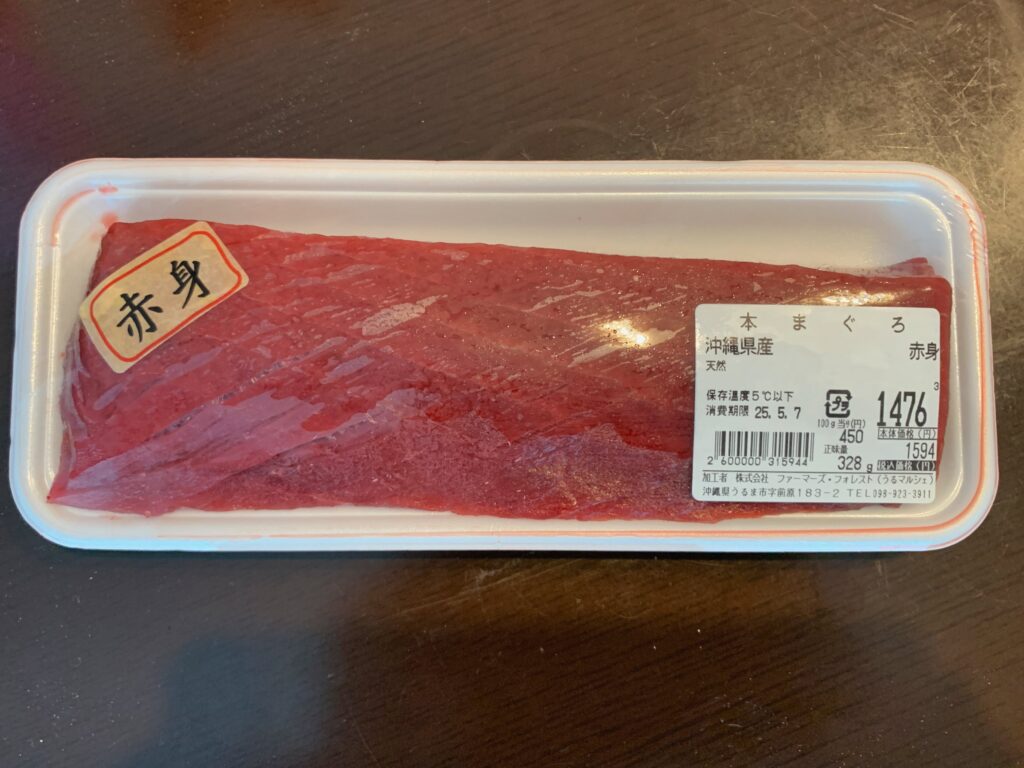 赤身
本まぐろ
沖縄県産 赤身
天然
3
保存温度5℃以下
消費期限 25.5.7
プラ
1476
100g当り(円)
450
本体価格(円)
正味量
1594
328g
税込価格(円)
2 600000 315944
加工者 株式会社 ファーマーズ・フォレスト(うるマルシェ)
沖縄県うるま市字前原183-2 TEL098-923-3911